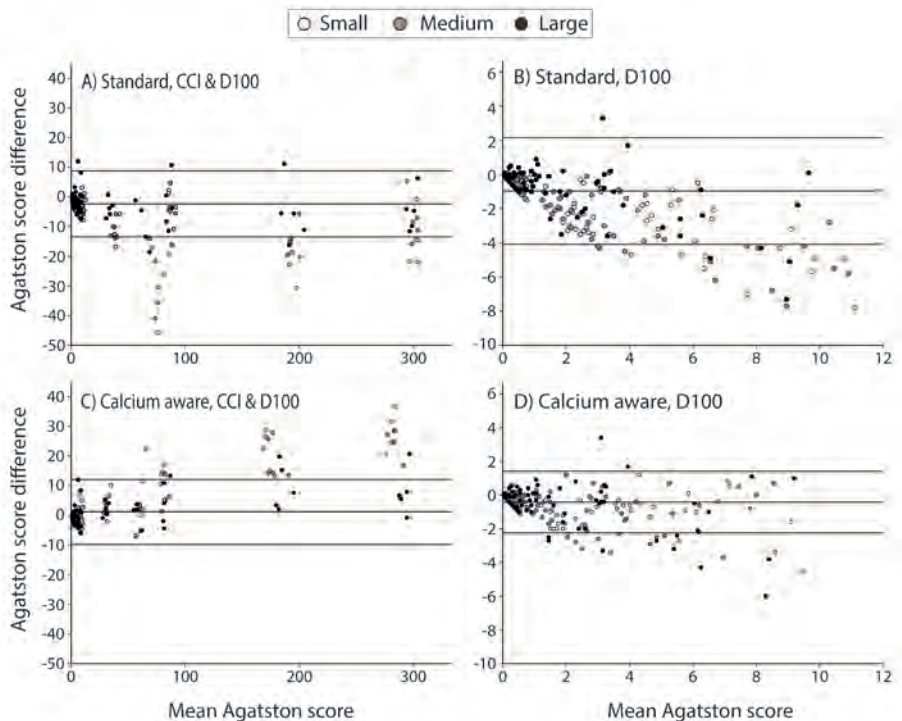 Small Medium Large
A) Standard, CCI & D100
40
30
20
10
0
-10
-20
-30
-40
-50
0 100 200 300
Agatston score difference
B) Standard, D100
6
4
2
0
-2
-4
-6
-8
-10
0 2 4 6 8 10 12
C) Calcium aware, CCI & D100
40
30
20
10
0
-10
-20
-30
-40
-50
0 100 200 300
Agatston score difference
Mean Agatston score
D) Calcium aware, D100
6
4
2
0
-2
-4
-6
-8
-10
0 2 4 6 8 10 12
Mean Agatston score